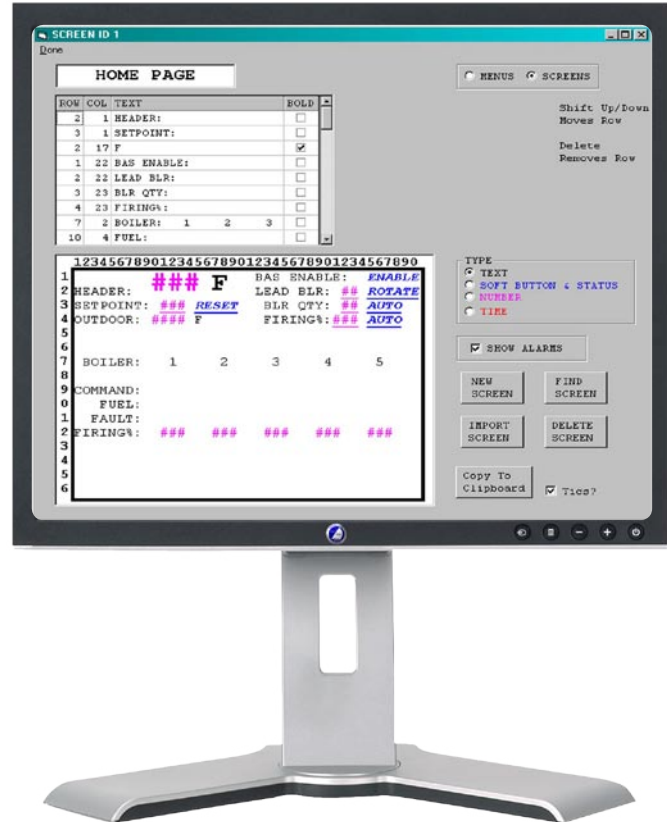 SCREEN ID 1
Done
HOME PAGE
MENUS SCREENS
ROW COL TEXT BOLD
2 1 HEADER:
3 1 SETPOINT:
2 17 F
1 22 BAS ENABLE:
2 22 LEAD BLR:
3 23 BLR QTY:
4 23 FIRING%:
7 2 BOILER: 1 2 3
10 4 FUEL:
Shift Up/Down
Moves Row
Delete
Removes Row
1234567890123456789012345678901234567890
1 BAS ENABLE: ENABLE
2 HEADER: ### F LEAD BLR: ## ROTATE
3 SETPOINT: ### RESET BLR QTY: ## AUTO
4 OUTDOOR: #### F FIRING%: ## AUTO
5
6
7 BOILER: 1 2 3 4 5
8
9 COMMAND:
0 FUEL:
1 FAULT:
2 FIRING%: ### ### ### ### ###
3
4
5
6
TYPE
TEXT
SOFT BUTTON & STATUS
NUMBER
TIME
SHOW ALARMS
NEW SCREEN
FIND SCREEN
IMPORT SCREEN
DELETE SCREEN
Copy To Clipboard
Tics?